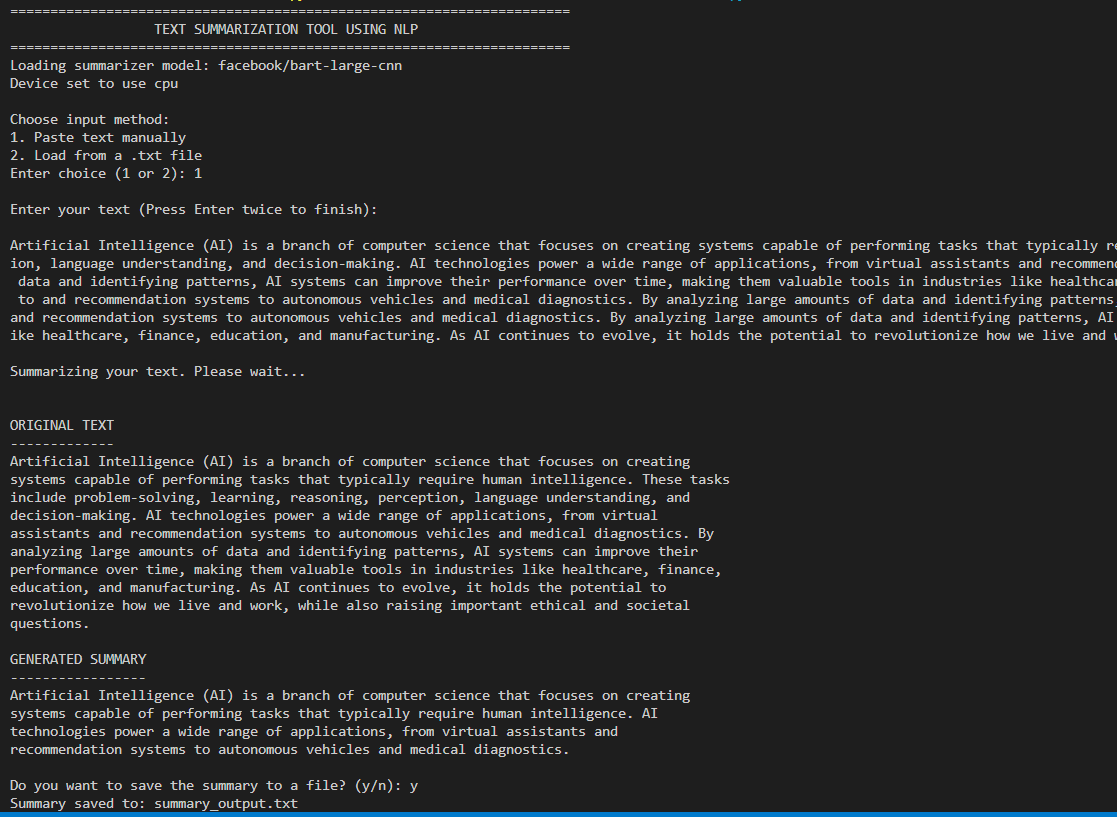 ======================================================================
TEXT SUMMARIZATION TOOL USING NLP
======================================================================
Loading summarizer model: facebook/bart-large-cnn
Device set to use cpu
Choose input method:
1. Paste text manually
2. Load from a .txt file
Enter choice (1 or 2): 1
Enter your text (Press Enter twice to finish):
Artificial Intelligence (AI) is a branch of computer science that focuses on creating systems capable of performing tasks that typically
ion, language understanding, and decision-making. AI technologies power a wide range of applications, from virtual assistants and
data and identifying patterns, AI systems can improve their performance over time, making them valuable tools in industries like
to and recommendation systems to autonomous vehicles and medical diagnostics. By analyzing large amounts of data and identifying patterns,
and recommendation systems to autonomous vehicles and medical diagnostics. By analyzing large amounts of data and identifying patterns, AI
ike healthcare, finance, education, and manufacturing. As AI continues to evolve, it holds the potential to revolutionize how we live and
Summarizing your text. Please wait...
ORIGINAL TEXT
-------------
Artificial Intelligence (AI) is a branch of computer science that focuses on creating
systems capable of performing tasks that typically require human intelligence. These tasks
include problem-solving, learning, reasoning, perception, language understanding, and
decision-making. AI technologies power a wide range of applications, from virtual
assistants and recommendation systems to autonomous vehicles and medical diagnostics. By
analyzing large amounts of data and identifying patterns, AI systems can improve their
performance over time, making them valuable tools in industries like healthcare, finance,
education, and manufacturing. As AI continues to evolve, it holds the potential to
revolutionize how we live and work, while also raising important ethical and societal
questions.
GENERATED SUMMARY
-----------------
Artificial Intelligence (AI) is a branch of computer science that focuses on creating
systems capable of performing tasks that typically require human intelligence. AI
technologies power a wide range of applications, from virtual assistants and
recommendation systems to autonomous vehicles and medical diagnostics.
Do you want to save the summary to a file? (y/n): y
Summary saved to: summary_output.txt